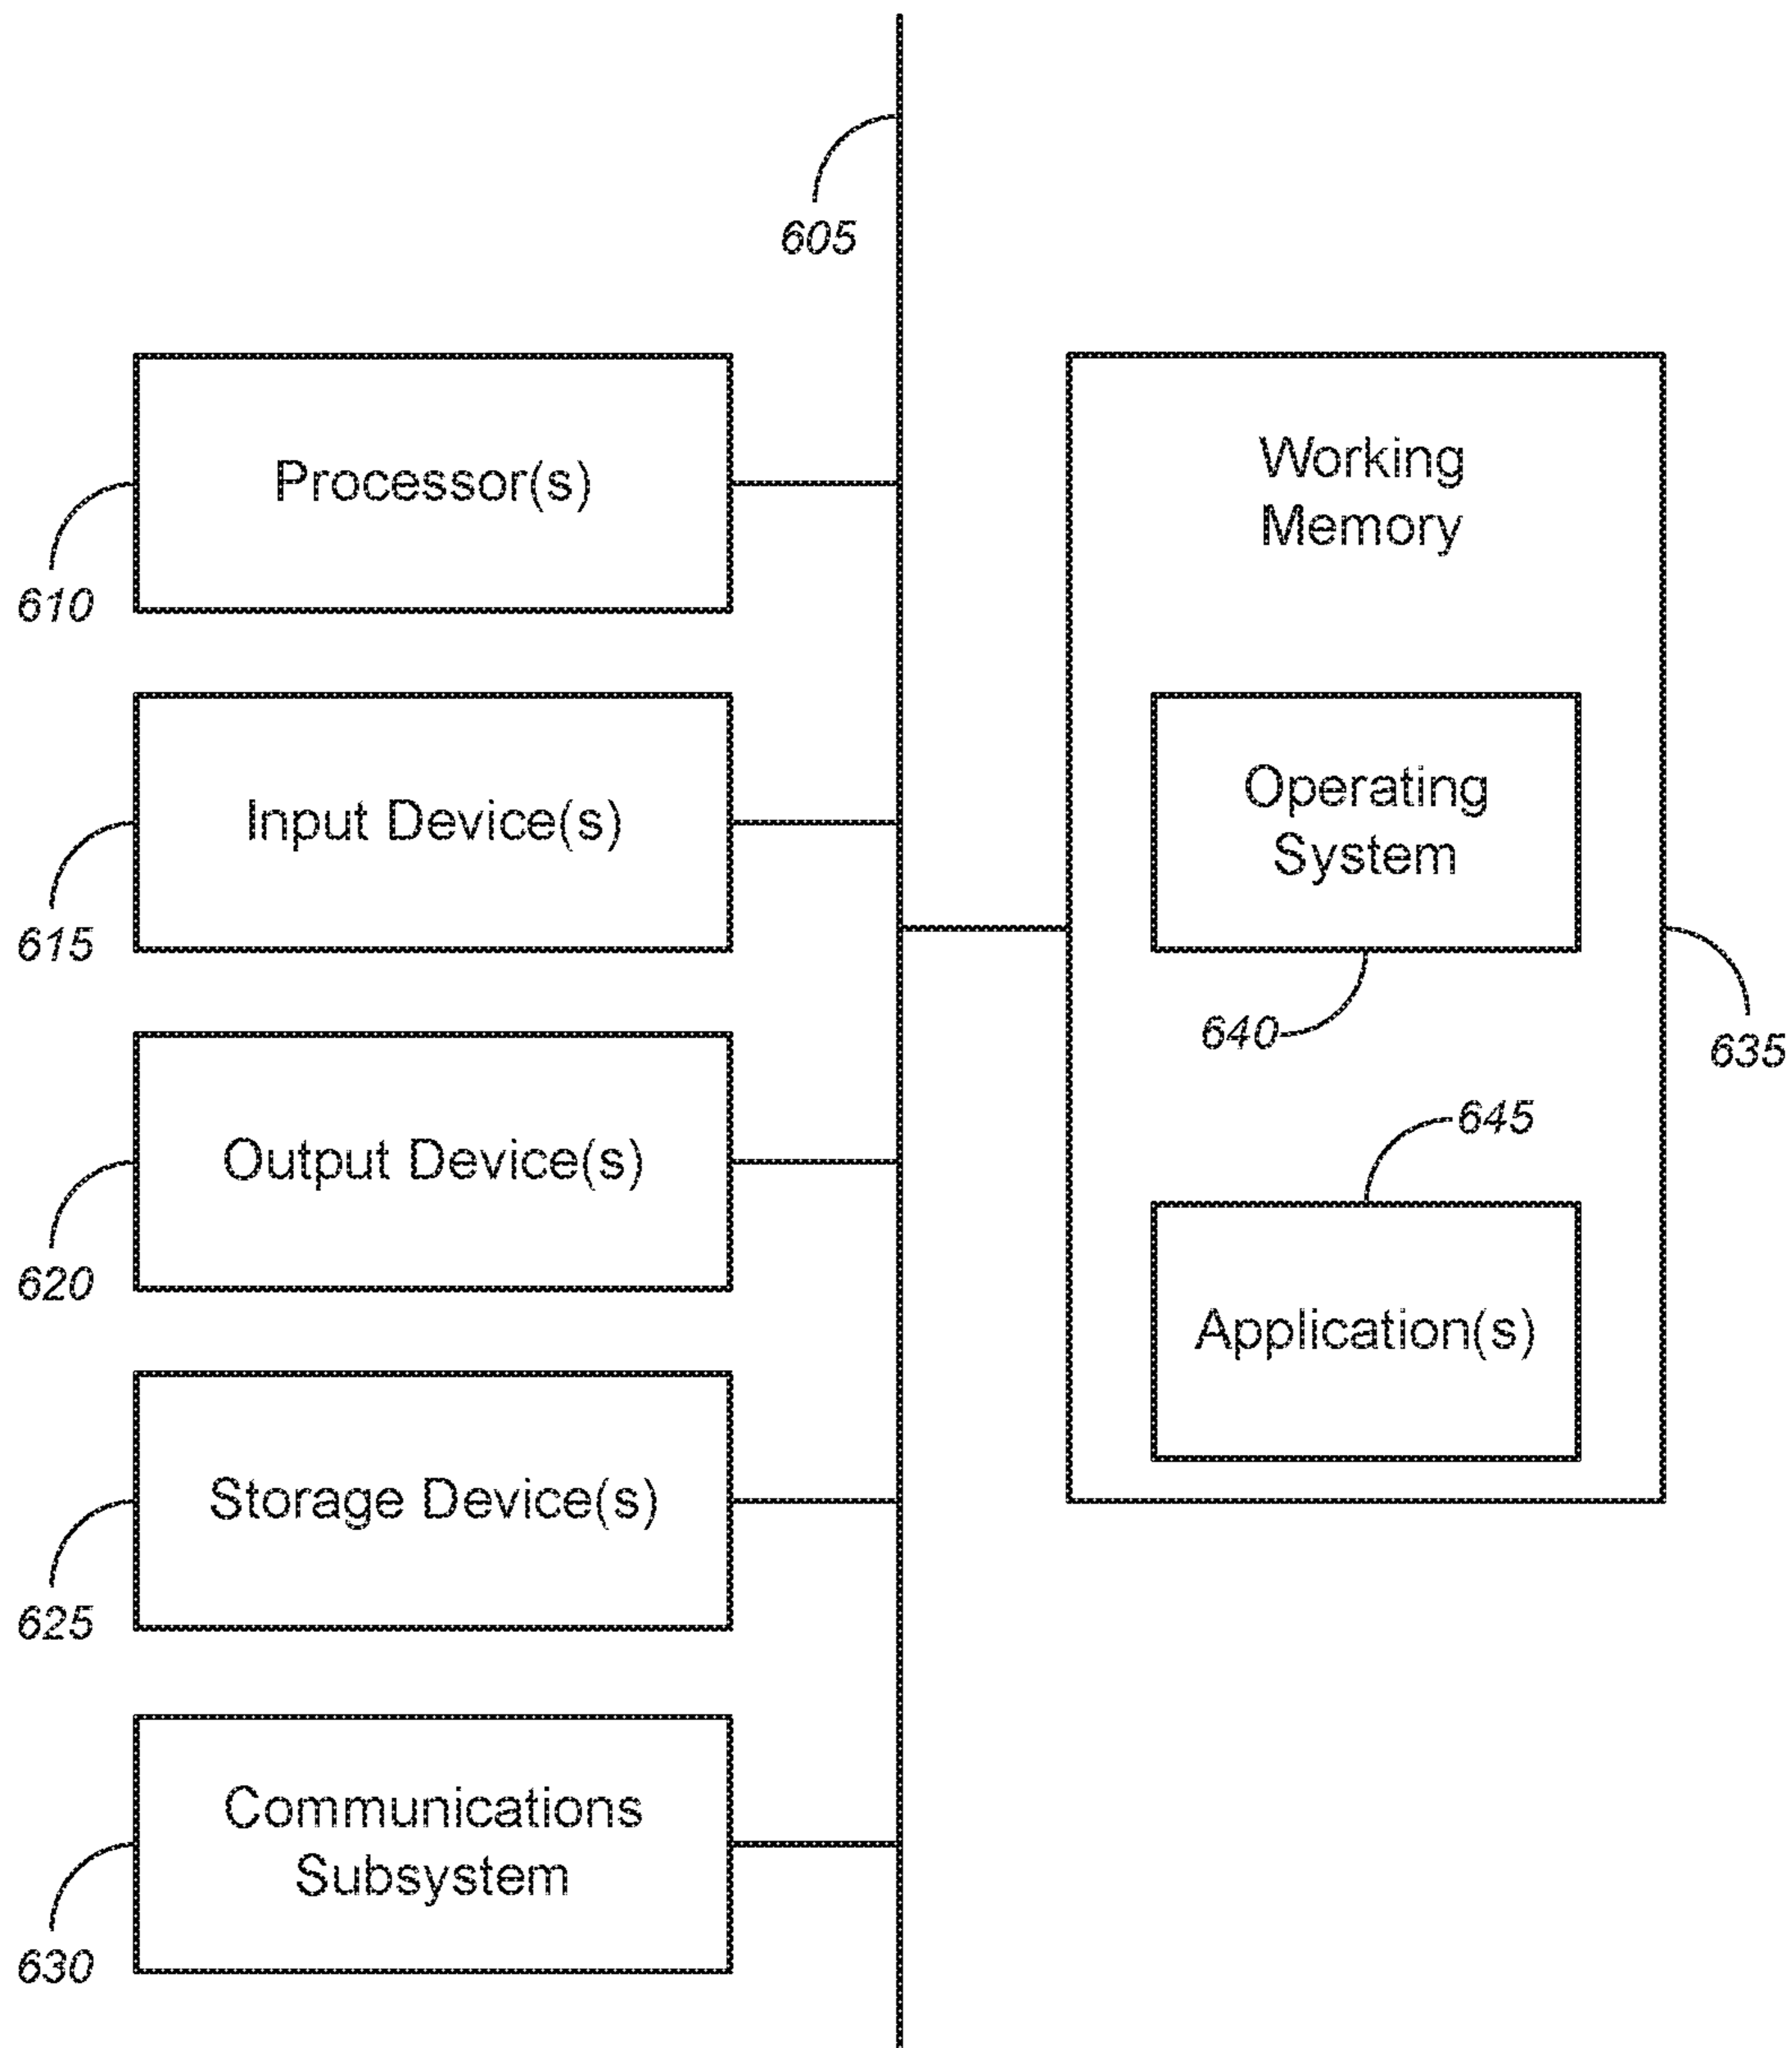 605
Processor(s)
610
Input Device(s)
615
Output Device(s)
620
Storage Device(s)
625
Communications
Subsystem
630
Working
Memory
Operating
System
640
635
645
Application(s)